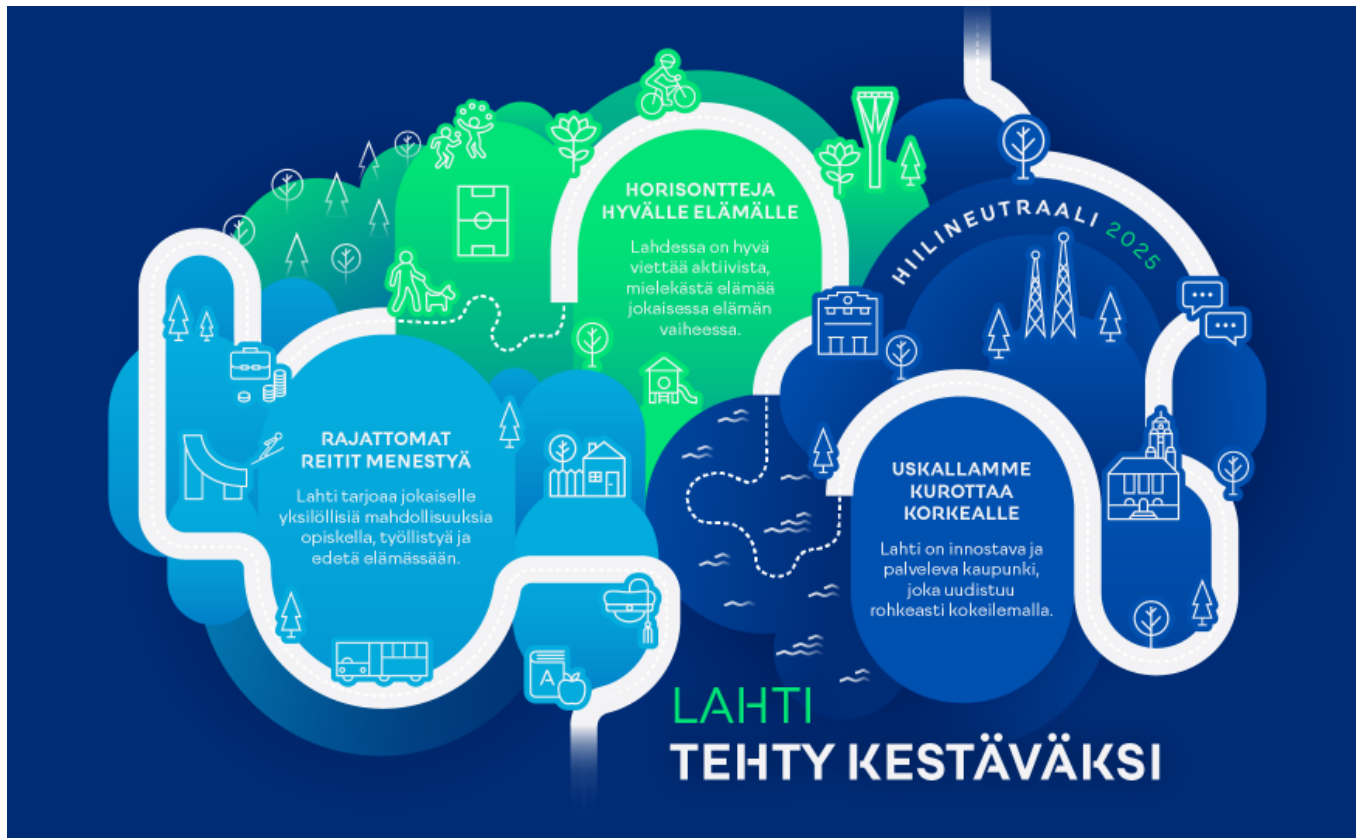 HORISONTTEJA
HYVÄLLE ELÄMÄLLE
Lahdessa on hyvä
viettää aktiivista,
mielekästä elämää
jokaisessa elämän
vaiheessa.
HIILINEUTRAALI 2025
RAJATTOMAT
REITIT MENESTYÄ
Lahti tarjoaa jokaiselle
yksilöllisiä mahdollisuuksia
opiskella, työllistyä ja
edetä elämässään.
USKALLAMME
KUROTTAA
KORKEALLE
Lahti on innostava ja
palveleva kaupunki,
joka uudistuu
rohkeasti kokeilemalla.
A
LAHTI
TEHTY KESTÄVÄKSI